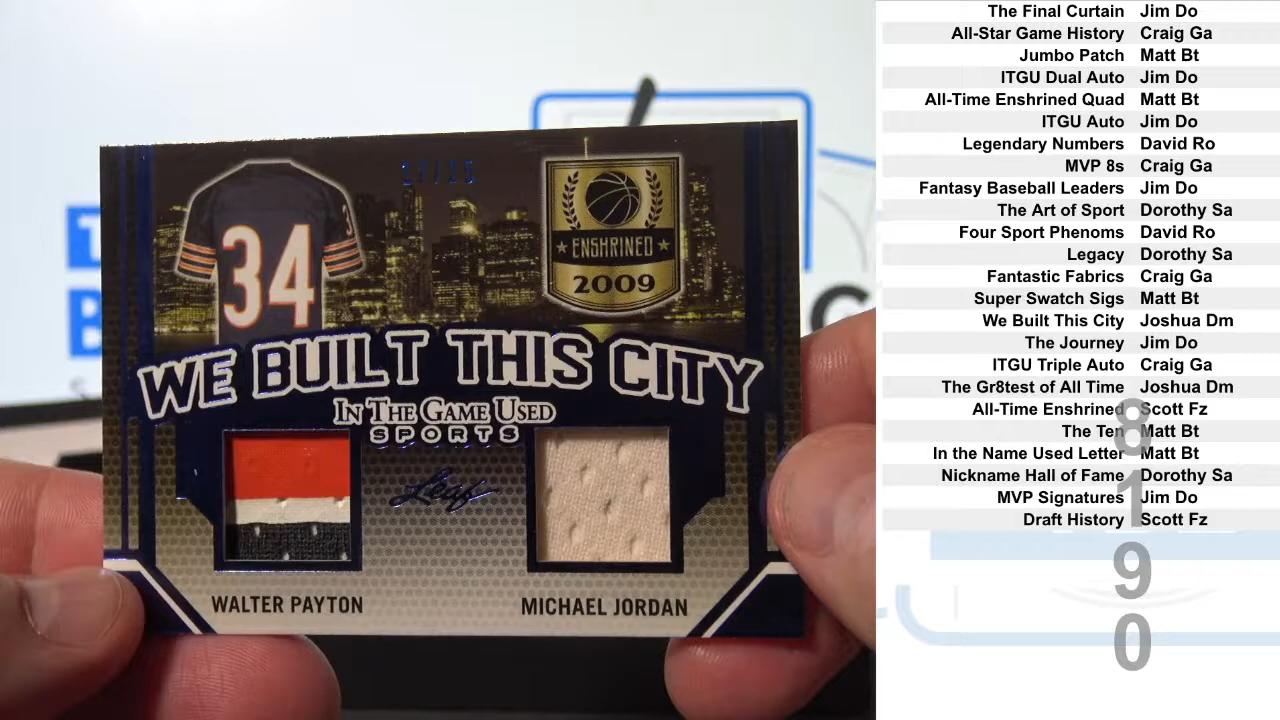 34
3
17/25
ENSHRINED
2009
WE BUILT THIS CITY
IN THE GAME USED
SPORTS
Leaf
WALTER PAYTON
MICHAEL JORDAN
The Final Curtain Jim Do
All-Star Game History Craig Ga
Jumbo Patch Matt Bt
ITGU Dual Auto Jim Do
All-Time Enshrined Quad Matt Bt
ITGU Auto Jim Do
Legendary Numbers David Ro
MVP 8s Craig Ga
Fantasy Baseball Leaders Jim Do
The Art of Sport Dorothy Sa
Four Sport Phenoms David Ro
Legacy Dorothy Sa
Fantastic Fabrics Craig Ga
Super Swatch Sigs Matt Bt
We Built This City Joshua Dm
The Journey Jim Do
ITGU Triple Auto Craig Ga
The Gr8test of All Time Joshua Dm
All-Time Enshrined Scott Fz
The Ten Matt Bt
In the Name Used Letter Matt Bt
Nickname Hall of Fame Dorothy Sa
MVP Signatures Jim Do
Draft History Scott Fz
8
1
9
0